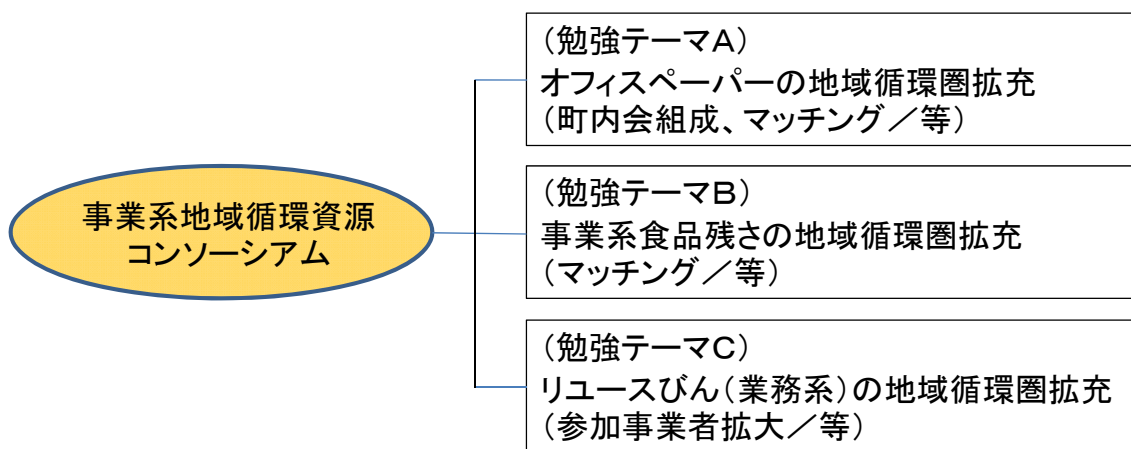 事業系地域循環資源
コンソーシアム
（勉強テーマA）
オフィスペーパーの地域循環圏拡充
（町内会組成、マッチング／等）
（勉強テーマB）
事業系食品残さの地域循環圏拡充
（マッチング／等）
（勉強テーマC）
リユースびん（業務系）の地域循環圏拡充
（参加事業者拡大／等）